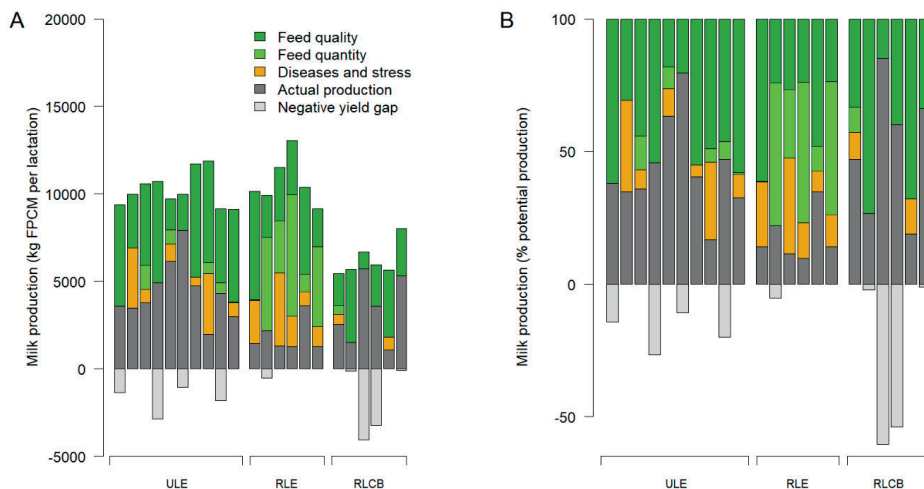 A
Milk production (kg FPCM per lactation)
20000
15000
10000
5000
0
-5000
Feed quality
Feed quantity
Diseases and stress
Actual production
Negative yield gap
ULE
RLE
RLCB
B
Milk production (% potential production)
100
50
0
-50
ULE
RLE
RLCB